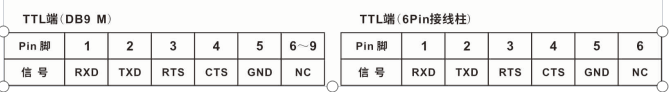 TTL端(DB9 M)
Pin 脚 1 2 3 4 5 6～9
信 号 RXD TXD RTS CTS GND NC
TTL端(6Pin接线柱)
Pin 脚 1 2 3 4 5 6
信 号 RXD TXD RTS CTS GND NC